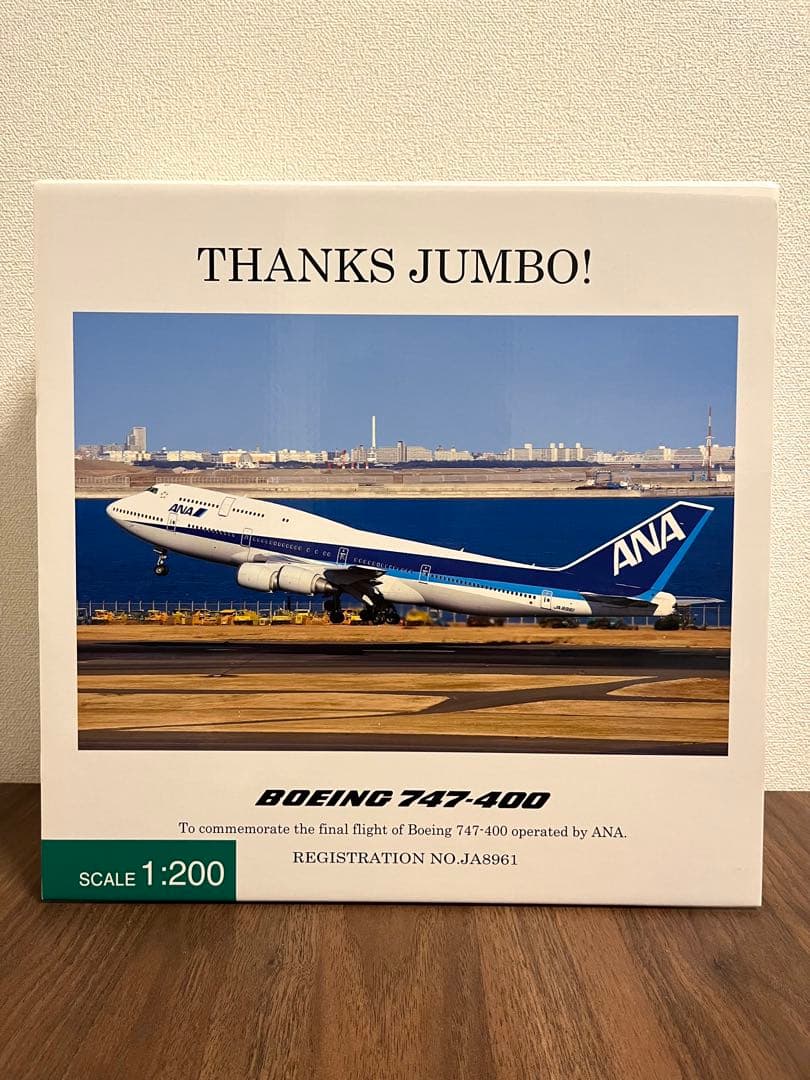 THANKS JUMBO!
ANA
ANA
JA8961
BOEING 747-400
To commemorate the final flight of Boeing 747-400 operated by ANA.
REGISTRATION NO.JA8961
SCALE 1:200